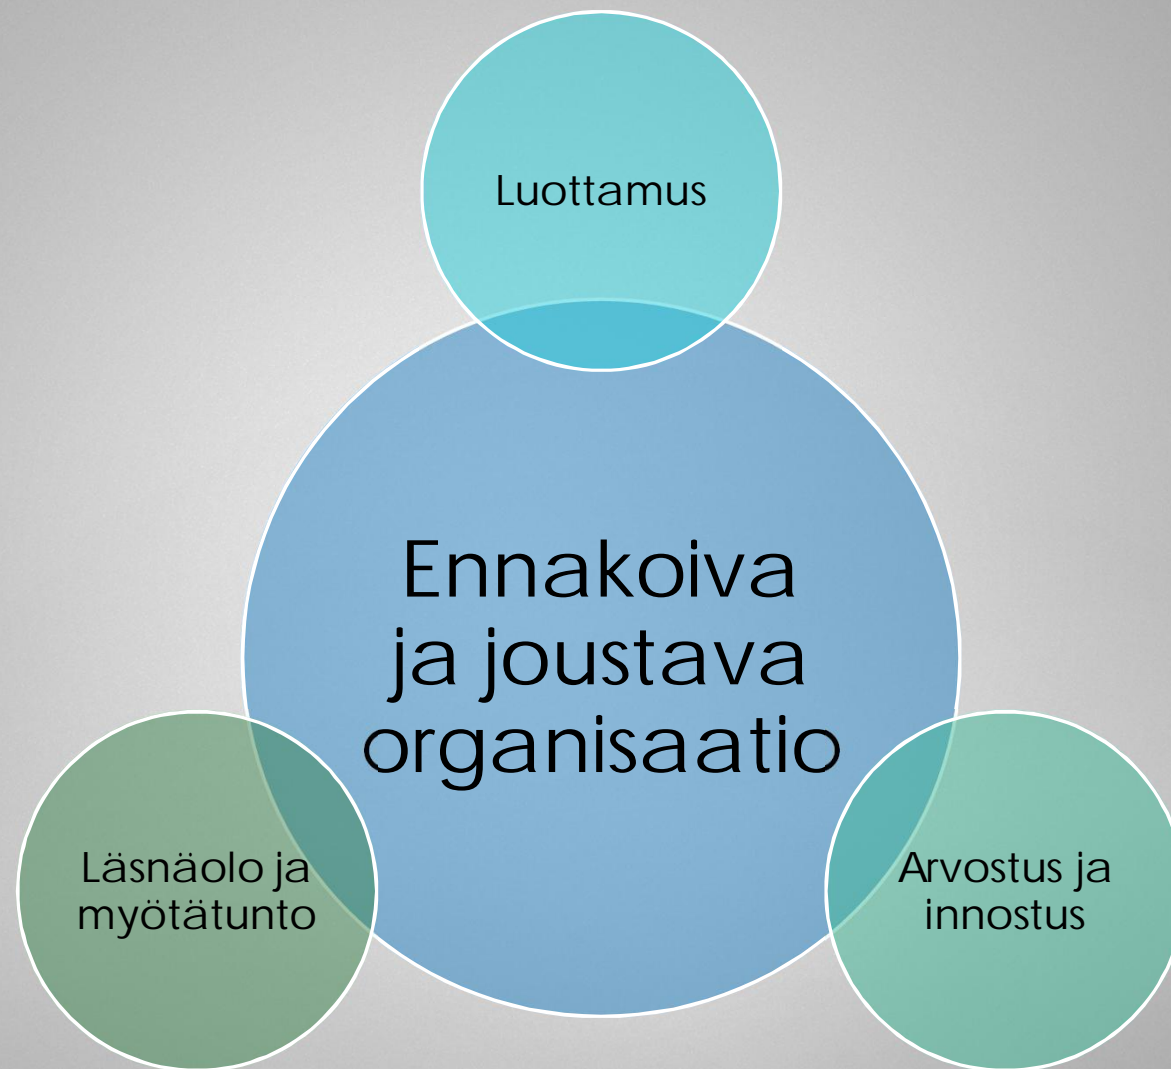 Luottamus
Ennakoiva
ja joustava
organisaatio
Läsnäolo ja
myötätunto
Arvostus ja
innostus